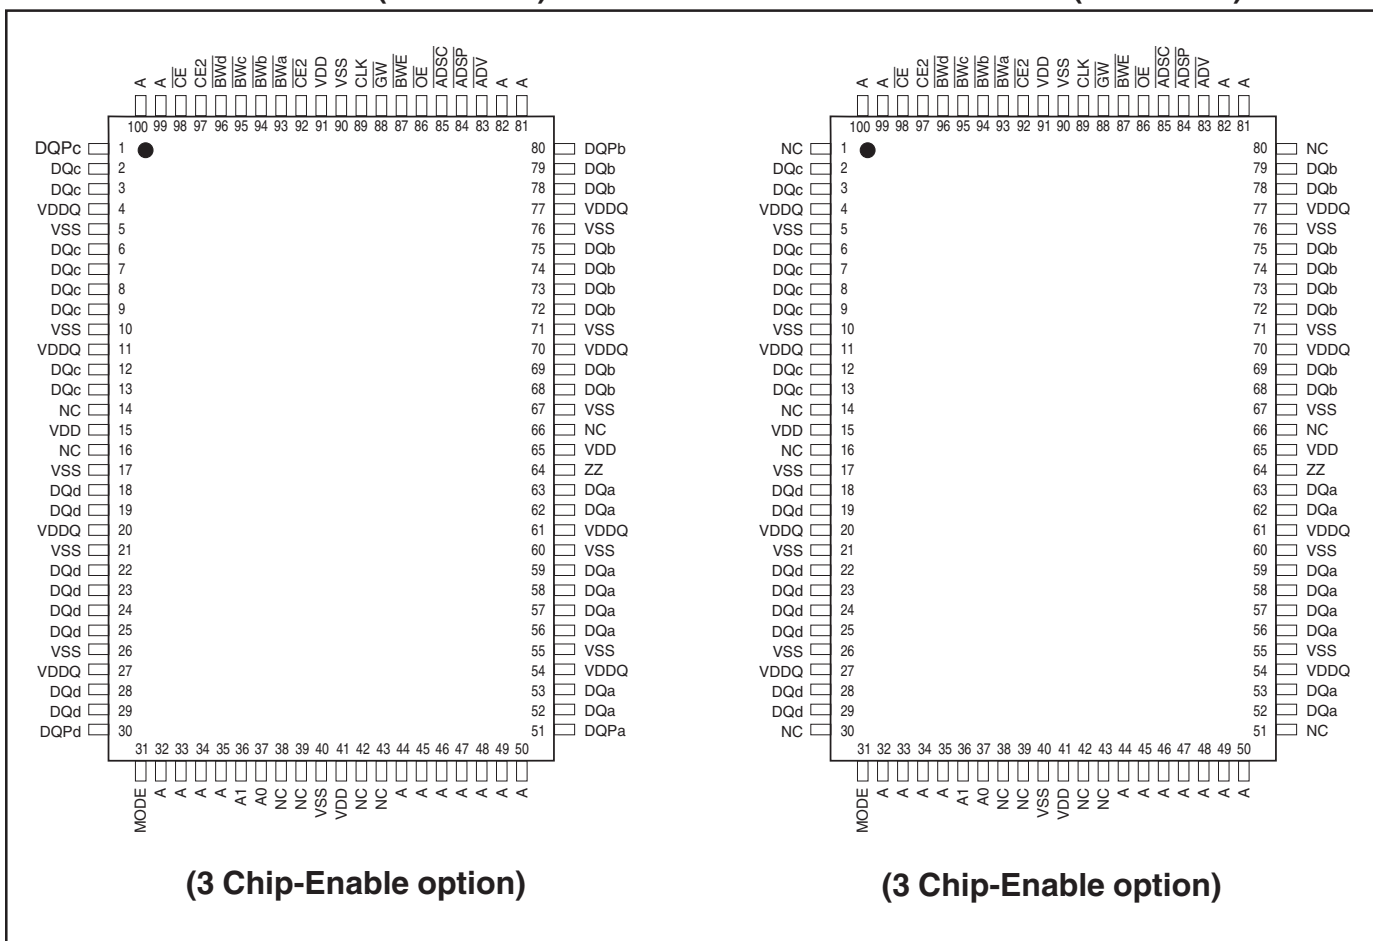 A A CE CE2 BWd BWc BWb BWa CE2 VDD VSS CLK GW BWE OE ADSC ADSP ADV A A
100 99 98 97 96 95 94 93 92 91 90 89 88 87 86 85 84 83 82 81
DQPc 1 80 DQPb
DQc 2 79 DQb
DQc 3 78 DQb
VDDQ 4 77 VDDQ
VSS 5 76 VSS
DQc 6 75 DQb
DQc 7 74 DQb
DQc 8 73 DQb
DQc 9 72 DQb
VSS 10 71 VSS
VDDQ 11 70 VDDQ
DQc 12 69 DQb
DQc 13 68 DQb
NC 14 67 VSS
VDD 15 66 NC
NC 16 65 VDD
VSS 17 64 ZZ
DQd 18 63 DQa
DQd 19 62 DQa
VDDQ 20 61 VDDQ
VSS 21 60 VSS
DQd 22 59 DQa
DQd 23 58 DQa
DQd 24 57 DQa
DQd 25 56 DQa
VSS 26 55 VSS
VDDQ 27 54 VDDQ
DQd 28 53 DQa
DQd 29 52 DQa
DQPd 30 51 DQPa
31 32 33 34 35 36 37 38 39 40 41 42 43 44 45 46 47 48 49 50
MODE A A A A A1 A0 NC NC VSS VDD NC NC A A A A A A A
(3 Chip-Enable option)
A A CE CE2 BWd BWc BWb BWa CE2 VDD VSS CLK GW BWE OE ADSC ADSP ADV A A
100 99 98 97 96 95 94 93 92 91 90 89 88 87 86 85 84 83 82 81
NC 1 80 NC
DQc 2 79 DQb
DQc 3 78 DQb
VDDQ 4 77 VDDQ
VSS 5 76 VSS
DQc 6 75 DQb
DQc 7 74 DQb
DQc 8 73 DQb
DQc 9 72 DQb
VSS 10 71 VSS
VDDQ 11 70 VDDQ
DQc 12 69 DQb
DQc 13 68 DQb
NC 14 67 VSS
VDD 15 66 NC
NC 16 65 VDD
VSS 17 64 ZZ
DQd 18 63 DQa
DQd 19 62 DQa
VDDQ 20 61 VDDQ
VSS 21 60 VSS
DQd 22 59 DQa
DQd 23 58 DQa
DQd 24 57 DQa
DQd 25 56 DQa
VSS 26 55 VSS
VDDQ 27 54 VDDQ
DQd 28 53 DQa
DQd 29 52 DQa
NC 30 51 NC
31 32 33 34 35 36 37 38 39 40 41 42 43 44 45 46 47 48 49 50
MODE A A A A A1 A0 NC NC VSS VDD NC NC A A A A A A A
(3 Chip-Enable option)